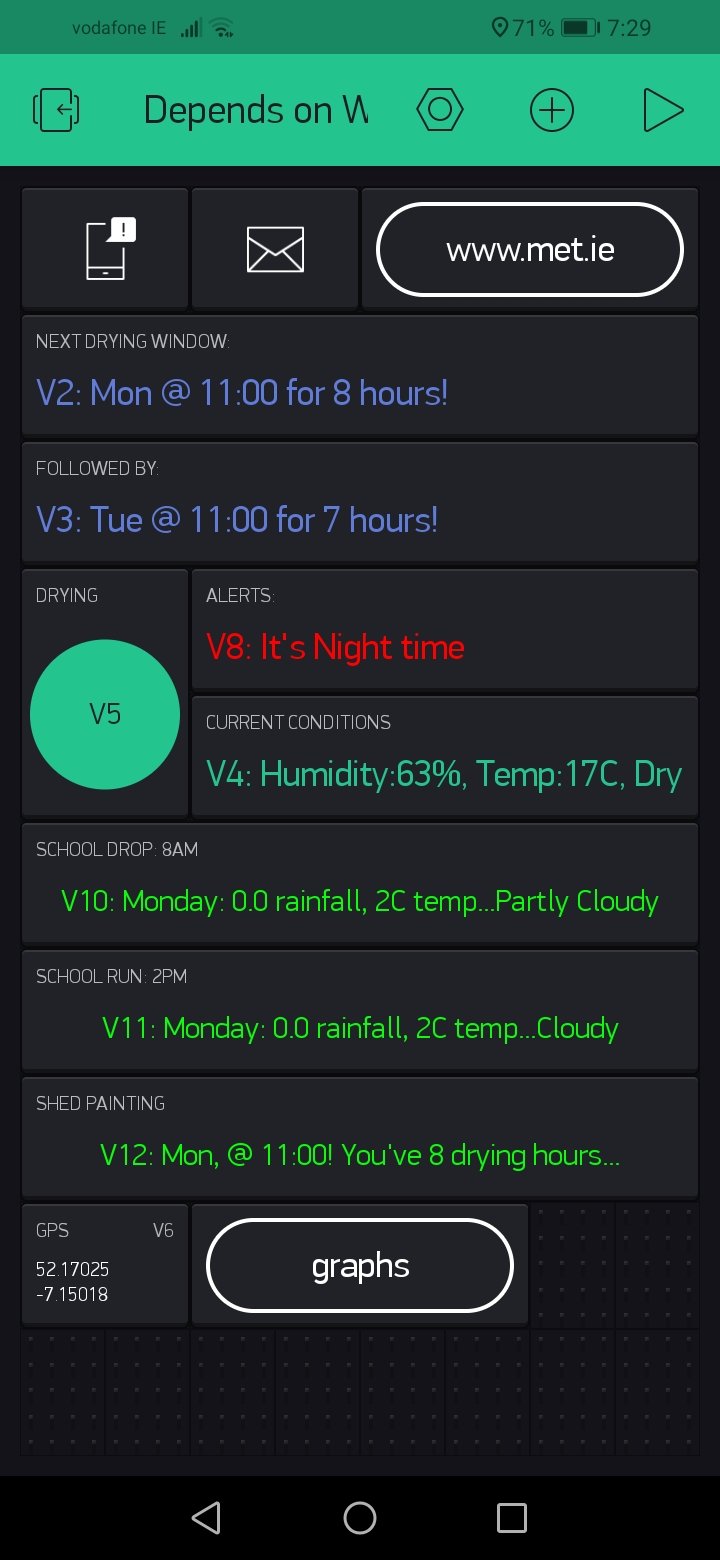 vodafone IE 71% 7:29
Depends on W
!
www.met.ie
NEXT DRYING WINDOW:
V2: Mon @ 11:00 for 8 hours!
FOLLOWED BY:
V3: Tue @ 11:00 for 7 hours!
DRYING
V5
ALERTS:
V8: It's Night time
CURRENT CONDITIONS
V4: Humidity:63%, Temp:17C, Dry
SCHOOL DROP: 8AM
V10: Monday: 0.0 rainfall, 2C temp...Partly Cloudy
SCHOOL RUN: 2PM
V11: Monday: 0.0 rainfall, 2C temp...Cloudy
SHED PAINTING
V12: Mon, @ 11:00! You've 8 drying hours...
GPS V6
52.17025
-7.15018
graphs